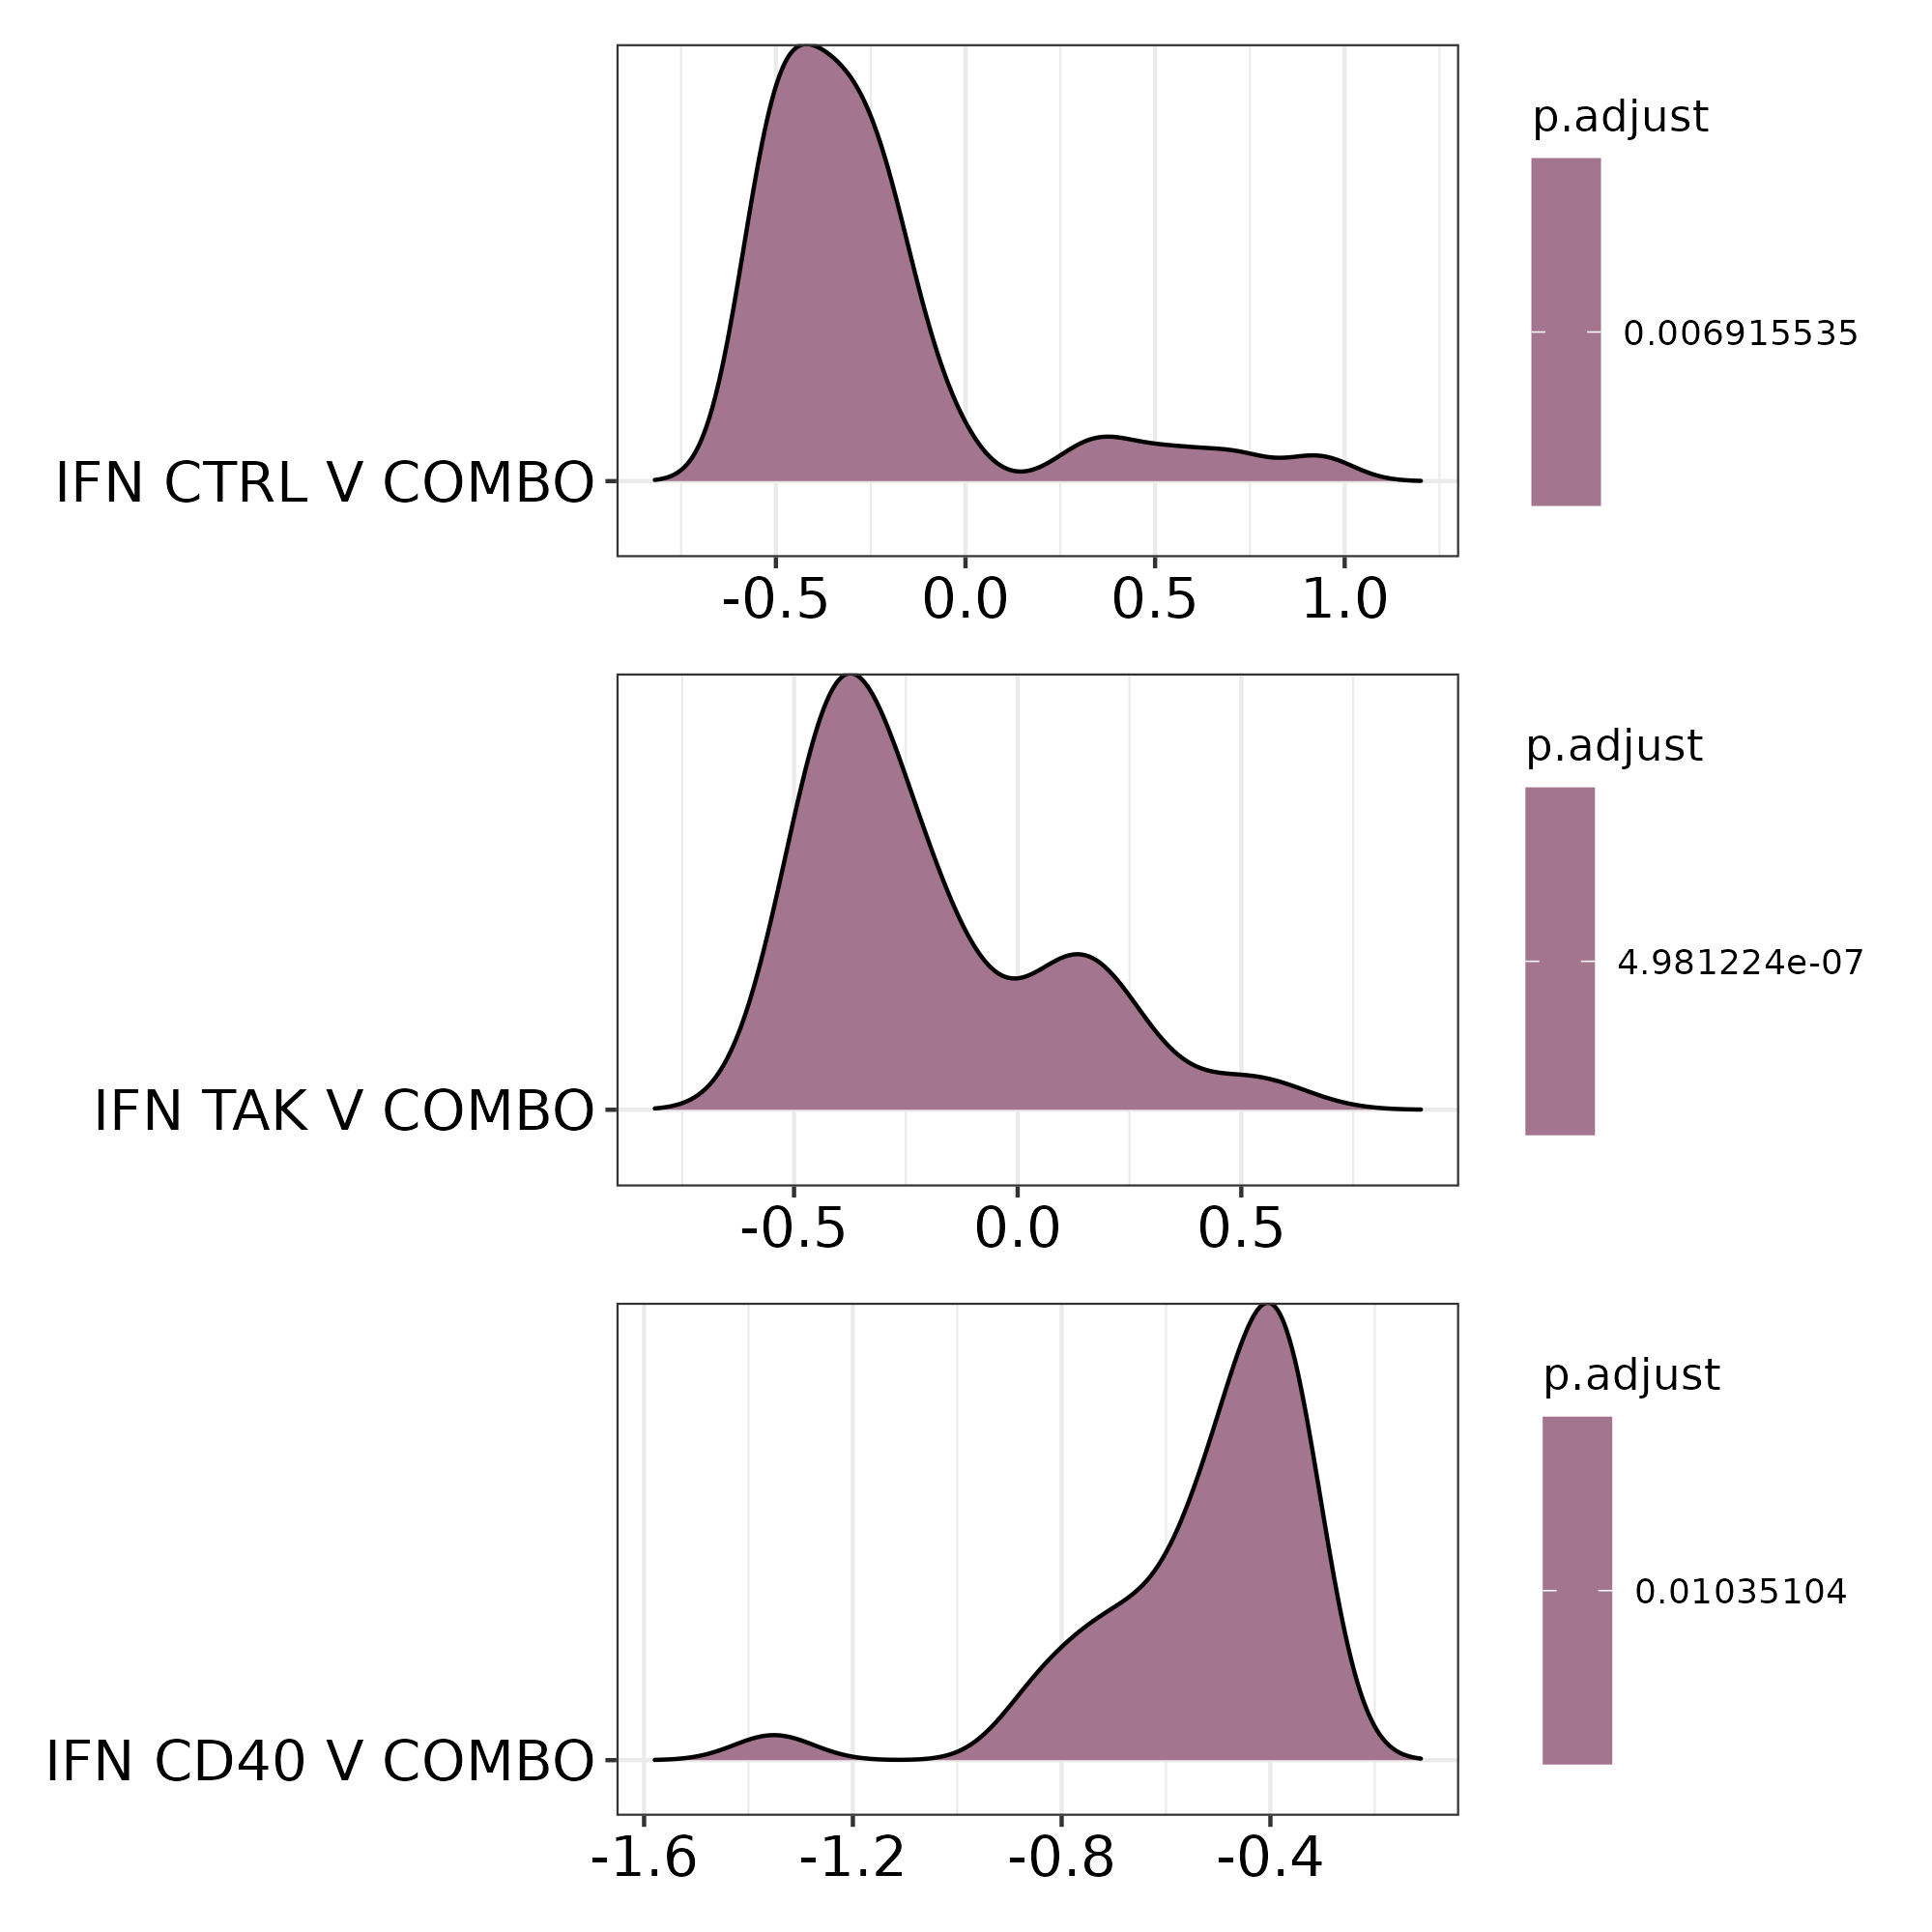 p.adjust
0.006915535
IFN CTRL V COMBO
-0.5 0.0 0.5 1.0
p.adjust
4.981224e-07
IFN TAK V COMBO
-0.5 0.0 0.5
p.adjust
0.01035104
IFN CD40 V COMBO
-1.6 -1.2 -0.8 -0.4